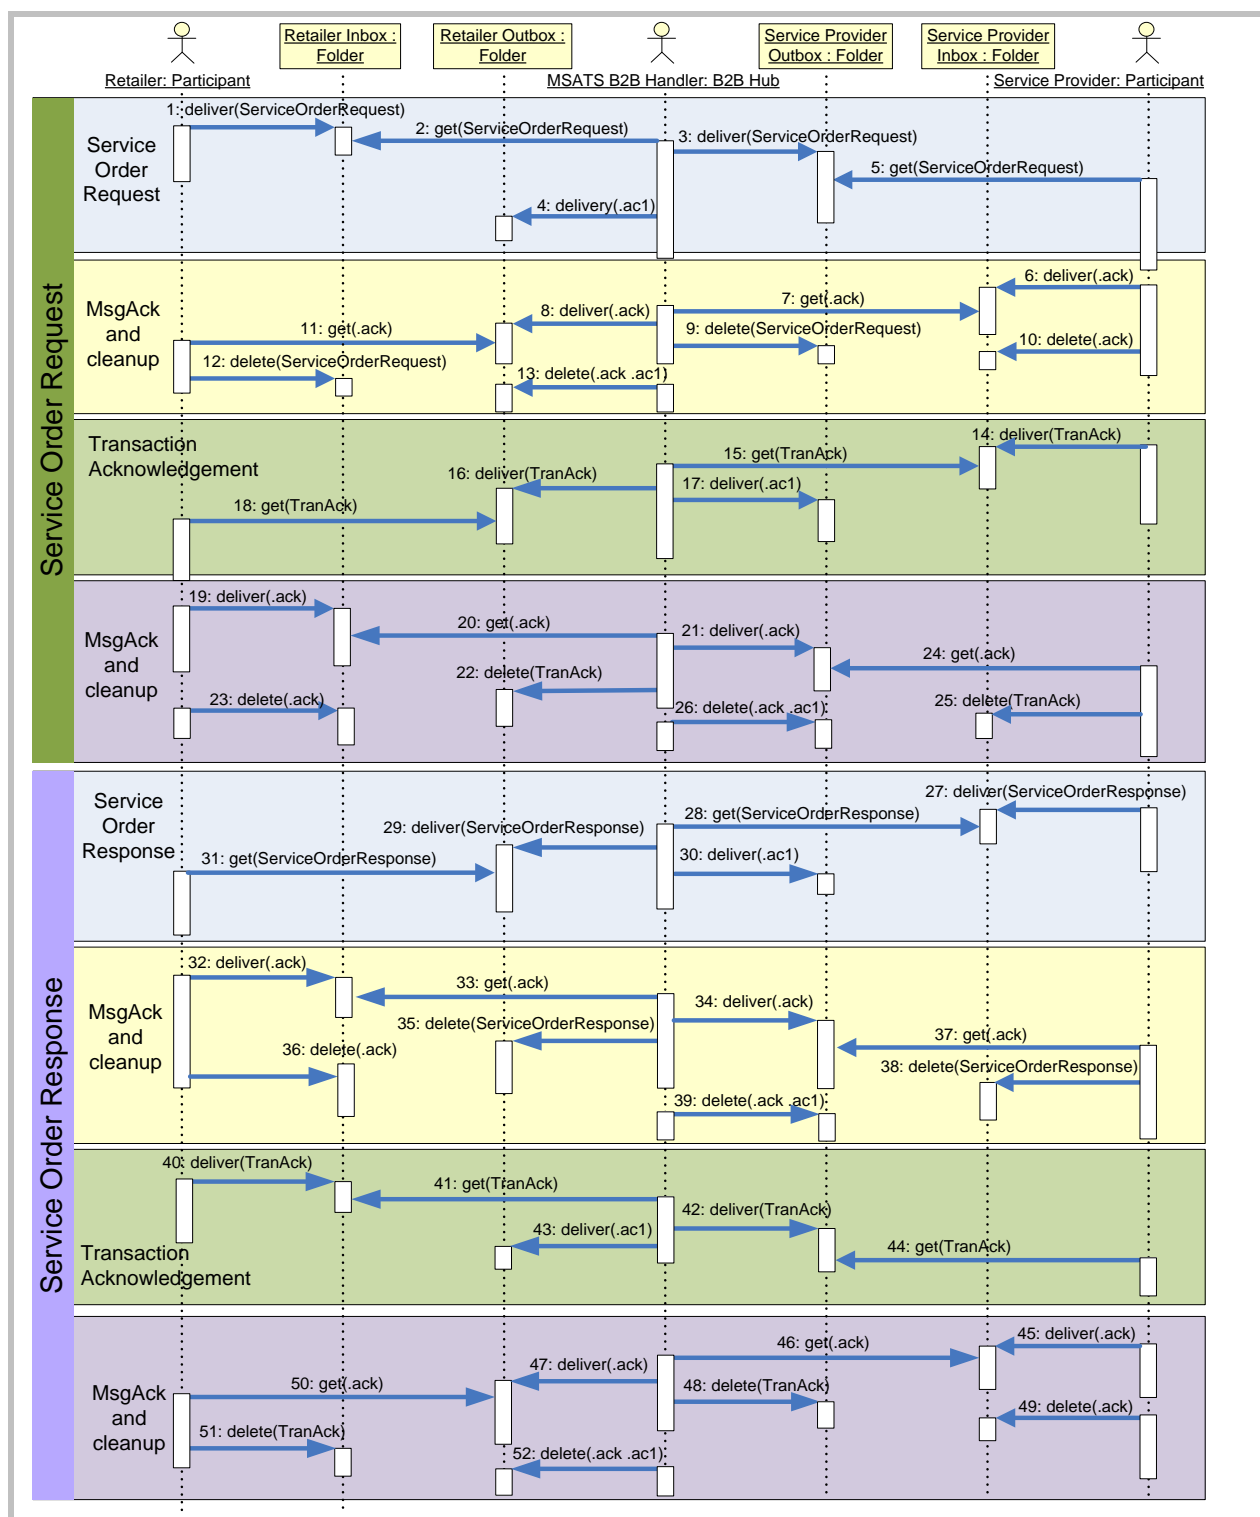 Retailer: Participant
Retailer Inbox :
Folder
Retailer Outbox :
Folder
MSATS B2B Handler: B2B Hub
Service Provider
Outbox : Folder
Service Provider
Inbox : Folder
Service Provider: Participant
Service Order Request
Service
Order
Request
1: deliver(ServiceOrderRequest)
2: get(ServiceOrderRequest)
3: deliver(ServiceOrderRequest)
5: get(ServiceOrderRequest)
4: delivery(.ac1)
MsgAck
and
cleanup
6: deliver(.ack)
7: get(.ack)
8: deliver(.ack)
9: delete(ServiceOrderRequest)
10: delete(.ack)
11: get(.ack)
12: delete(ServiceOrderRequest)
13: delete(.ack .ac1)
Transaction
Acknowledgement
14: deliver(TranAck)
15: get(TranAck)
16: deliver(TranAck)
17: deliver(.ac1)
18: get(TranAck)
MsgAck
and
cleanup
19: deliver(.ack)
20: get(.ack)
21: deliver(.ack)
24: get(.ack)
22: delete(TranAck)
23: delete(.ack)
26: delete(.ack .ac1)
25: delete(TranAck)
Service Order Response
Service
Order
Response
27: deliver(ServiceOrderResponse)
28: get(ServiceOrderResponse)
29: deliver(ServiceOrderResponse)
30: deliver(.ac1)
31: get(ServiceOrderResponse)
MsgAck
and
cleanup
32: deliver(.ack)
33: get(.ack)
34: deliver(.ack)
35: delete(ServiceOrderResponse)
36: delete(.ack)
37: get(.ack)
38: delete(ServiceOrderResponse)
39: delete(.ack .ac1)
Transaction
Acknowledgement
40: deliver(TranAck)
41: get(TranAck)
42: deliver(TranAck)
43: deliver(.ac1)
44: get(TranAck)
MsgAck
and
cleanup
45: deliver(.ack)
46: get(.ack)
47: deliver(.ack)
48: delete(TranAck)
49: delete(.ack)
50: get(.ack)
51: delete(TranAck)
52: delete(.ack .ac1)